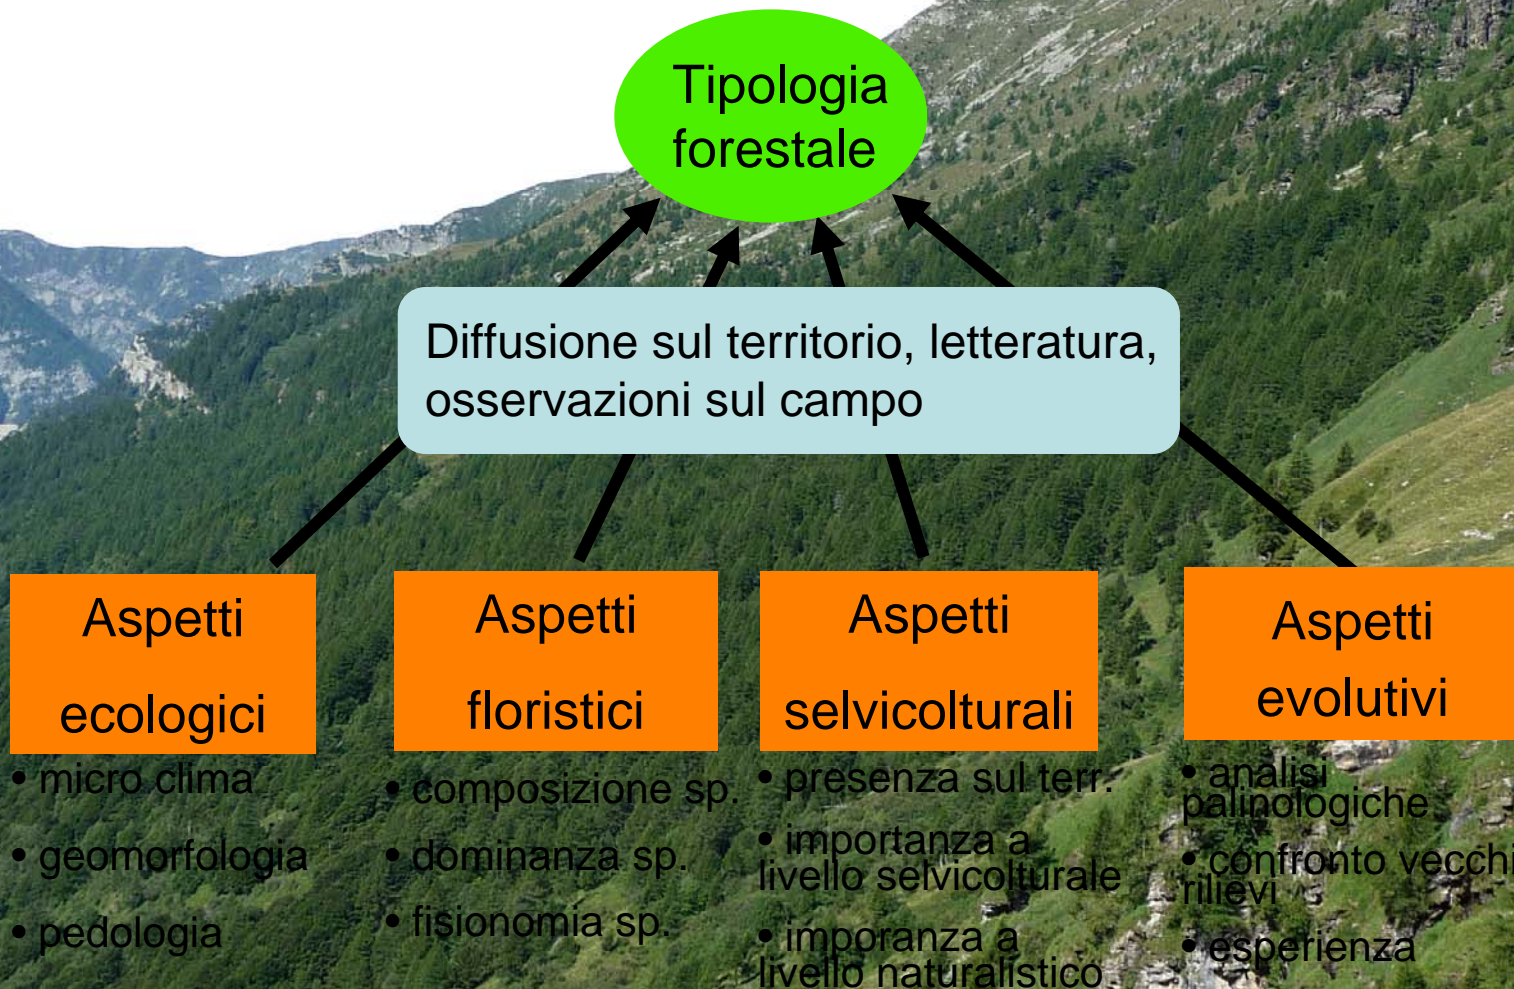 Tipologia
forestale
Diffusione sul territorio, letteratura,
osservazioni sul campo
Aspetti
ecologici
• micro clima
• geomorfologia
• pedologia
Aspetti
floristici
• composizione sp.
• dominanza sp.
• fisionomia sp.
Aspetti
selvicolturali
• presenza sul terr.
• importanza a
livello selvicolturale
• imporanza a
livello naturalistico
Aspetti
evolutivi
• analisi
palinologiche
• confronto vecchi
rilievi
• esperienza